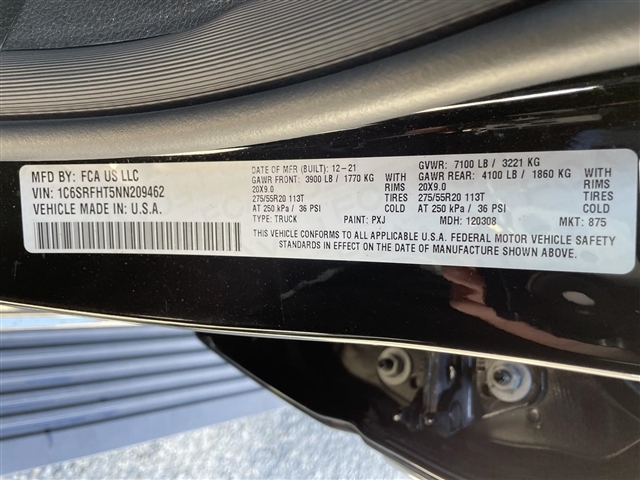 MFD BY: FCA US LLC
VIN: 1C6SRFHT5NN209462
VEHICLE MADE IN U.S.A.
DATE OF MFR (BUILT): 12-21
GAWR FRONT: 3900 LB / 1770 KG WITH
20X9.0 RIMS
275/55R20 113T TIRES
AT 250 kPa / 36 PSI COLD
TYPE: TRUCK PAINT: PXJ
GVWR: 7100 LB / 3221 KG
GAWR REAR: 4100 LB / 1860 KG WITH
20X9.0 RIMS
275/55R20 113T TIRES
AT 250 kPa / 36 PSI COLD
MDH: 120308 MKT: 875
THIS VEHICLE CONFORMS TO ALL APPLICABLE U.S.A. FEDERAL MOTOR VEHICLE SAFETY
STANDARDS IN EFFECT ON THE DATE OF MANUFACTURE SHOWN ABOVE.